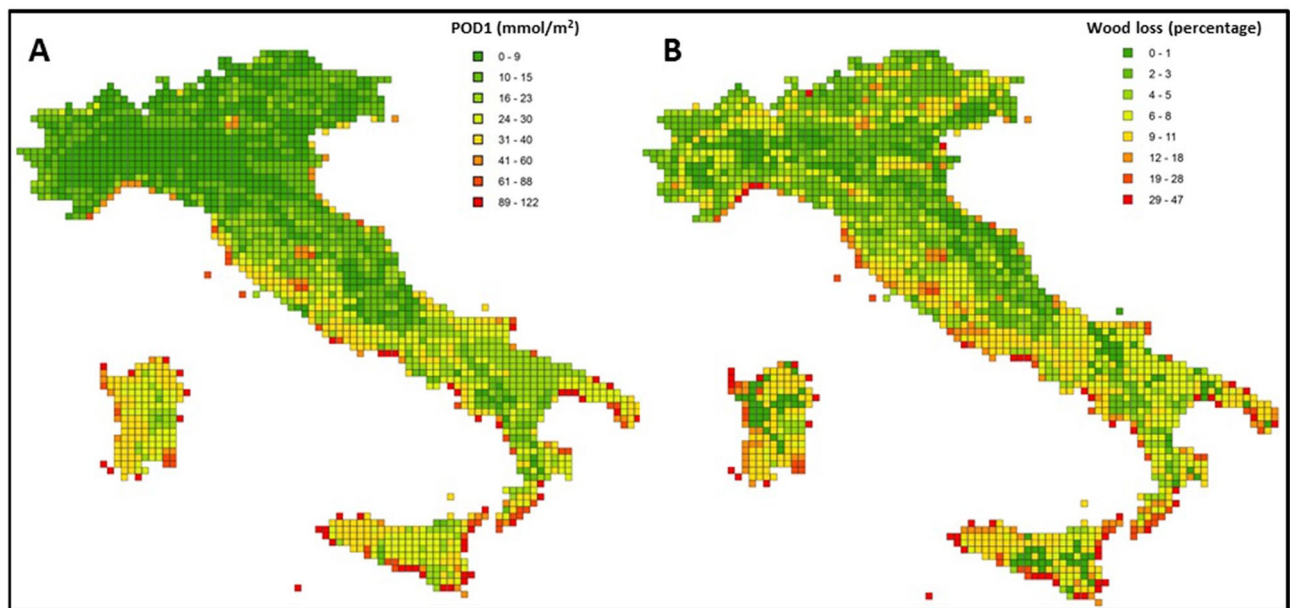 A
POD1 (mmol/m²)
0 - 9
10 - 15
16 - 23
24 - 30
31 - 40
41 - 60
61 - 88
89 - 122
B
Wood loss (percentage)
0 - 1
2 - 3
4 - 5
6 - 8
9 - 11
12 - 18
19 - 28
29 - 47